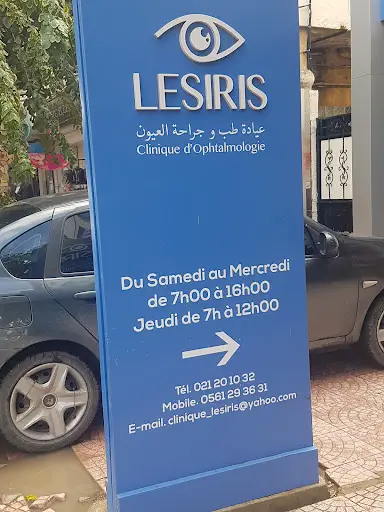 LESIRIS
عيادة طب و جراحة العيون
Clinique d'Ophtalmologie
Du Samedi au Mercredi
de 7h00 à 16h00
Jeudi de 7h à 12h00
Tél. 021 20 10 32
Mobile. 0561 29 36 31
E-mail. clinique_lesiris@yahoo.com